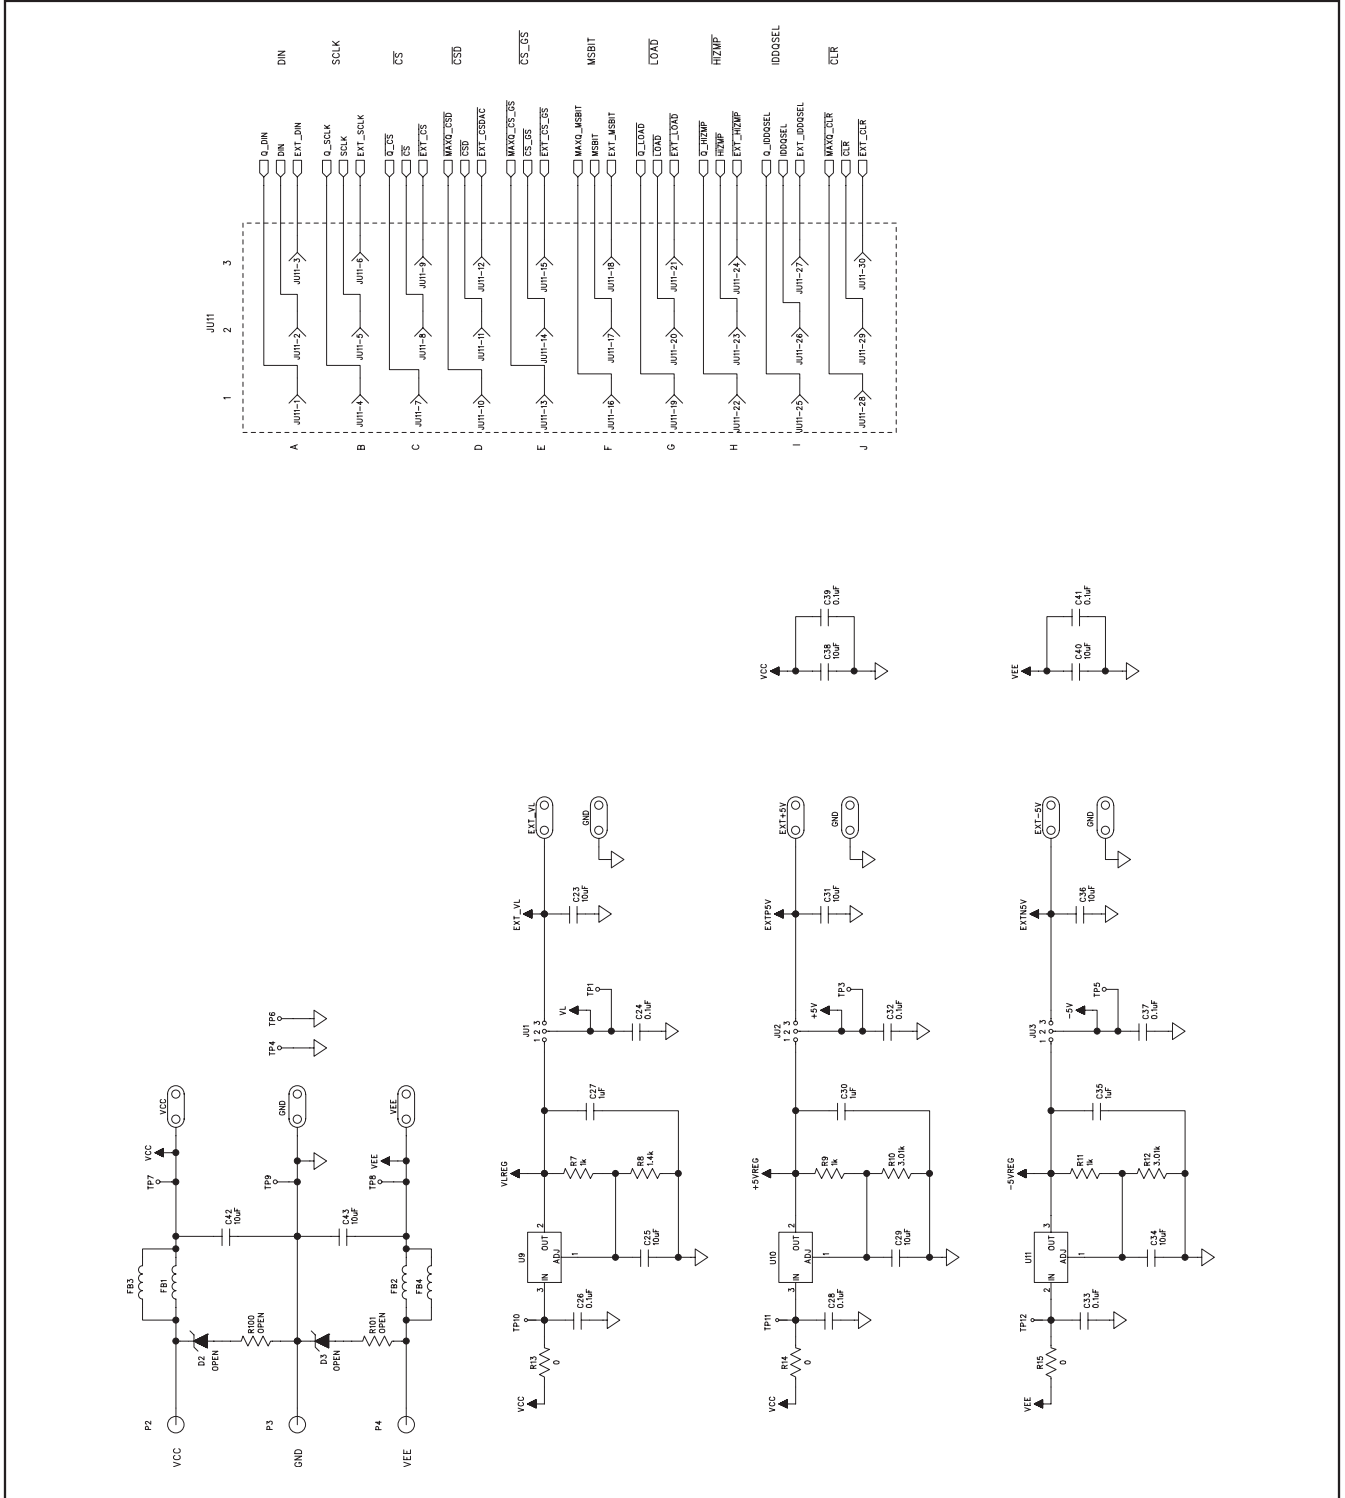 DIN
SCLK
CS
CSD
CS_GS
MSBIT
LOAD
HIZMP
IDDQSEL
CLR
Q_DIN
DIN
EXT_DIN
Q_SCLK
SCLK
EXT_SCLK
Q_CS
CS
EXT_CS
MAXQ_CSD
CSD
EXT_CSDAC
MAXQ_CS_GS
CS_GS
EXT_CS_GS
MAXQ_MSBIT
MSBIT
EXT_MSBIT
Q_LOAD
LOAD
EXT_LOAD
Q_HIZMP
HIZMP
EXT_HIZMP
Q_IDDQSEL
IDDQSEL
EXT_IDDQSEL
MAXQ_CLR
CLR
EXT_CLR
JU11
3
2
1
JU11-3
JU11-6
JU11-9
JU11-12
JU11-15
JU11-18
JU11-21
JU11-24
JU11-27
JU11-30
JU11-2
JU11-5
JU11-8
JU11-11
JU11-14
JU11-17
JU11-20
JU11-23
JU11-26
JU11-29
JU11-1
JU11-4
JU11-7
JU11-10
JU11-13
JU11-16
JU11-19
JU11-22
JU11-25
JU11-28
A
B
C
D
E
F
G
H
I
J
VCC
C38
10uF
C39
0.1uF
VEE
C40
10uF
C41
0.1uF
P2
VCC
P3
GND
P4
VEE
D2
OPEN
R100
OPEN
D3
OPEN
R101
OPEN
FB3
FB1
FB2
FB4
C42
10uF
C43
10uF
TP7
VCC
VCC
TP9
GND
TP8
VEE
VEE
TP4
TP6
VCC
R13
0
TP10
C26
0.1uF
U9
3
IN
OUT
ADJ
2
1
C25
10uF
VLREG
R7
1k
R8
1.4k
C27
1uF
JU1
1 2 3
VL
TP1
C24
0.1uF
EXT_VL
C23
10uF
EXT_VL
GND
VCC
R14
0
TP11
C28
0.1uF
U10
3
IN
OUT
ADJ
2
1
C29
10uF
+5VREG
R9
1k
R10
3.01k
C30
1uF
JU2
1 2 3
+5V
TP3
C32
0.1uF
EXTP5V
C31
10uF
EXT+5V
GND
VEE
R15
0
TP12
C33
0.1uF
U11
2
IN
OUT
ADJ
3
1
C34
10uF
-5VREG
R11
1k
R12
3.01k
C35
1uF
JU3
1 2 3
-5V
TP5
C37
0.1uF
EXTN5V
C36
10uF
EXT-5V
GND